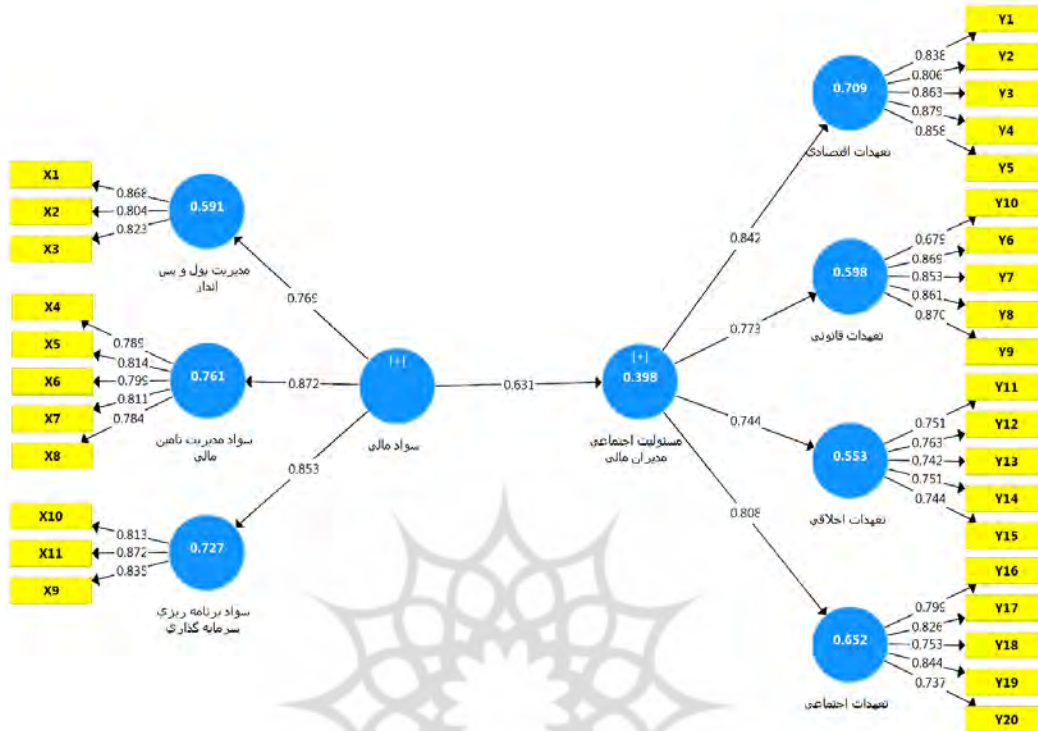 X1
X2
X3
0.868
0.804
0.823
0.591
مدیریت پول و پس
انداز
X4
X5
X6
X7
X8
0.789
0.814
0.799
0.811
0.784
0.761
سواد مدیریت تامین
مالی
X10
X11
X9
0.813
0.872
0.835
0.727
سواد برنامه ریزی
سرمایه گذاری
0.769
0.872
0.853
[+]
سواد مالی
0.631
[+]
0.398
مسئولیت اجتماعی
مدیران مالی
0.842
0.773
0.744
0.808
0.709
تعهدات اقتصادی
0.838
0.806
0.863
0.879
0.858
Y1
Y2
Y3
Y4
Y5
0.598
تعهدات قانونی
0.679
0.869
0.853
0.861
0.870
Y10
Y6
Y7
Y8
Y9
0.553
تعهدات اخلاقی
0.751
0.763
0.742
0.751
0.744
Y11
Y12
Y13
Y14
Y15
0.652
تعهدات اجتماعی
0.799
0.826
0.753
0.844
0.737
Y16
Y17
Y18
Y19
Y20